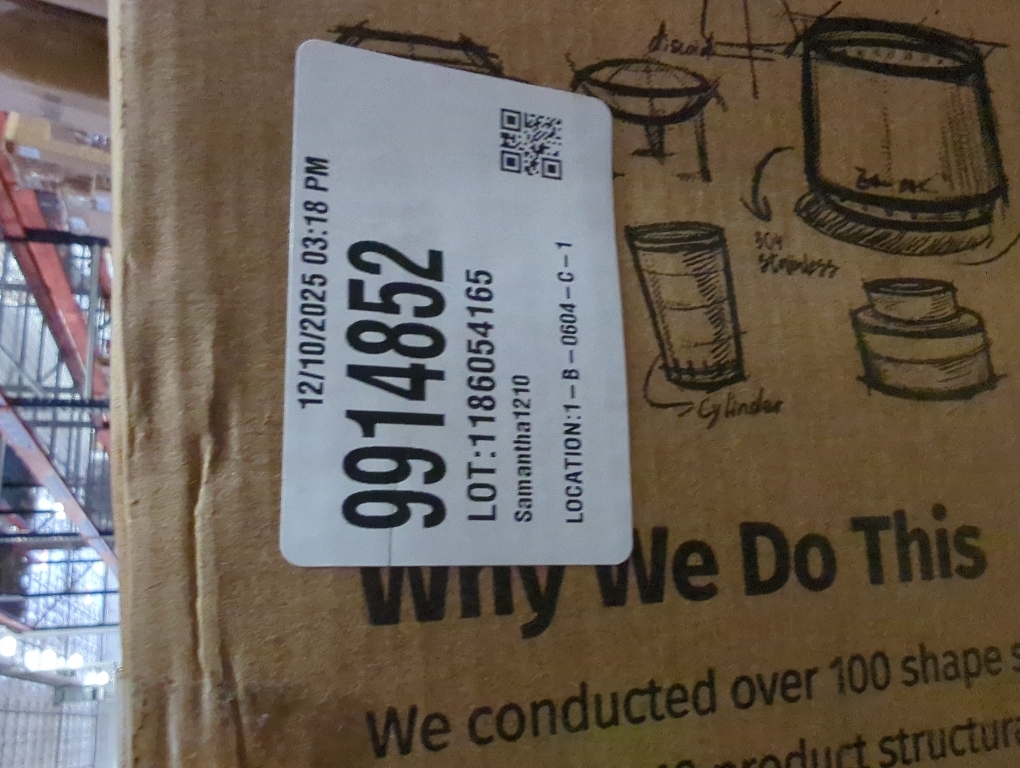 12/10/2025 03:18 PM
9914852
LOT:1186054165
Samantha1210
LOCATION:1-B-0604-C-1
discoid
304
Stainless
Cylinder
Why We Do This
We conducted over 100 shape
product